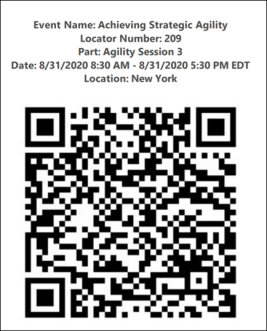 Event Name: Achieving Strategic Agility
Locator Number: 209
Part: Agility Session 3
Date: 8/31/2020 8:30 AM - 8/31/2020 5:30 PM EDT
Location: New York